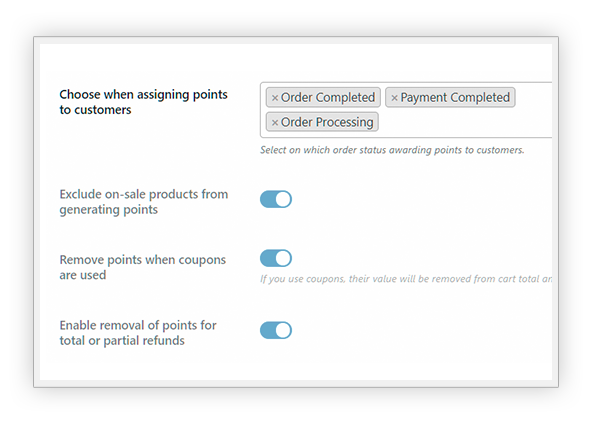 Choose when assigning points
to customers
× Order Completed × Payment Completed
× Order Processing
Select on which order status awarding points to customers.
Exclude on-sale products from
generating points
Remove points when coupons
are used
If you use coupons, their value will be removed from cart total
Enable removal of points for
total or partial refunds